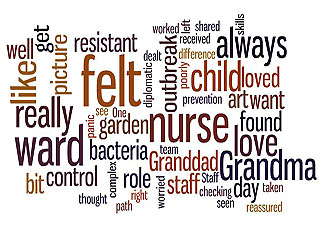 worked
left
shared
skills
well
get
resistant
received
difference
always
dealt
like
picture
felt
diplomatic
outbreak
poorly
child
loved
prevention
art
want
really
panic
see
One
garden
nurse
found
ward
bacteria
team
love
Granddad
Grandma
bit
control
complex
role
worried
staff
Staff
checking
day
taken
thought
right
path
seen
reassured